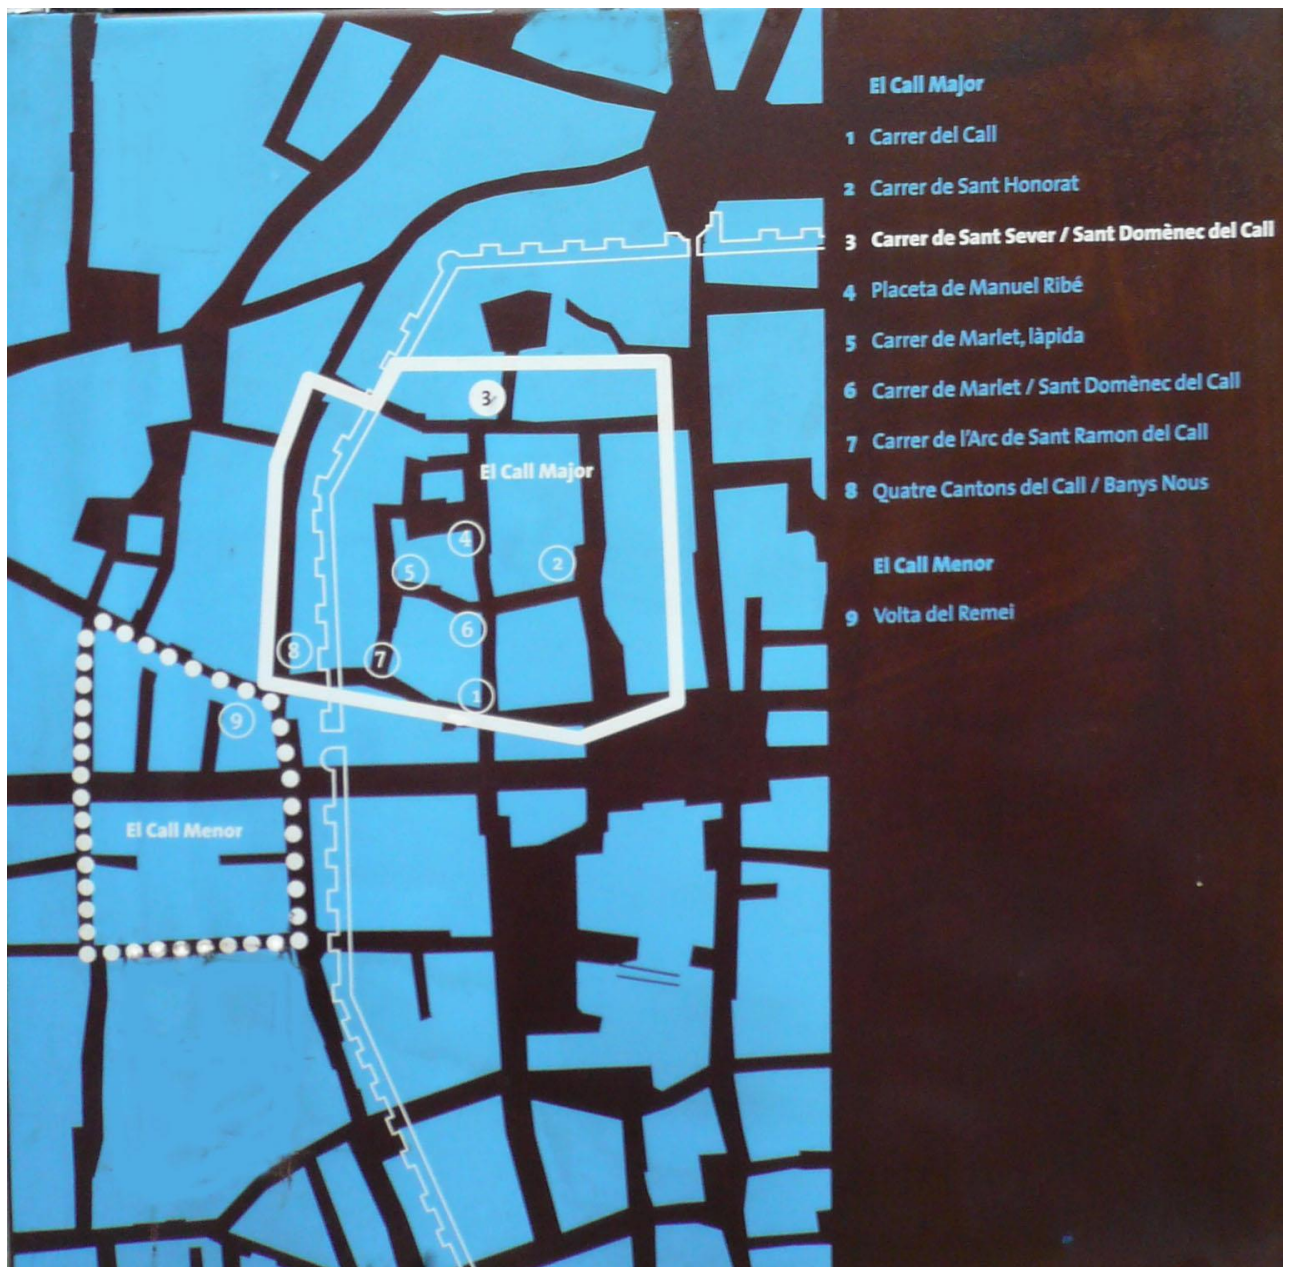 El Call Major
1 Carrer del Call
2 Carrer de Sant Honorat
3 Carrer de Sant Sever / Sant Domènec del Call
4 Placeta de Manuel Ribé
5 Carrer de Marlet, làpida
6 Carrer de Marlet / Sant Domènec del Call
7 Carrer de l'Arc de Sant Ramon del Call
8 Quatre Cantons del Call / Banys Nous
El Call Menor
9 Volta del Remei
3
El Call Major
4
2
5
6
8
7
1
9
El Call Menor